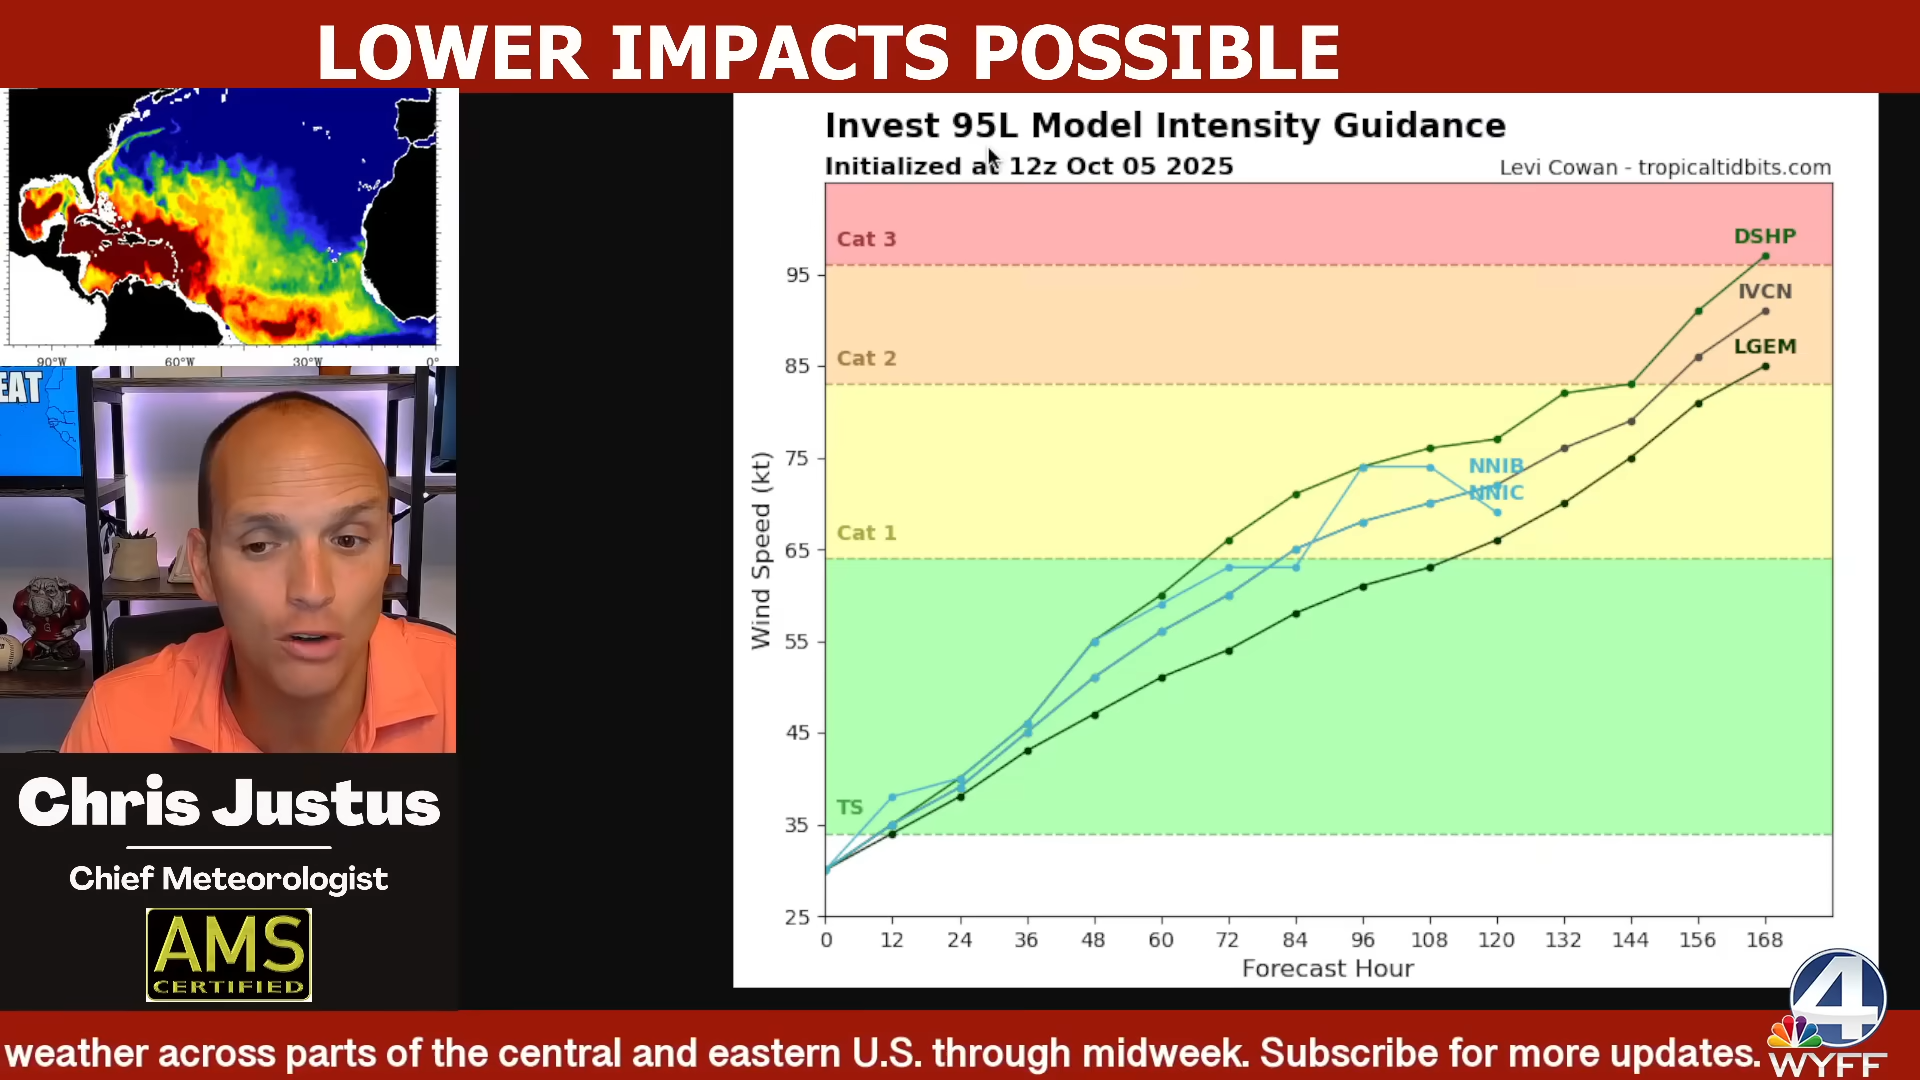 LOWER IMPACTS POSSIBLE
90°W 60°W 30°W 0°
EAT
Chris Justus
Chief Meteorologist
AMS
CERTIFIED
Invest 95L Model Intensity Guidance
Initialized at 12z Oct 05 2025
Levi Cowan - tropicaltidbits.com
Cat 3
Cat 2
Cat 1
TS
DSHP
IVCN
LGEM
NNIB
NNIC
Wind Speed (kt)
95
85
75
65
55
45
35
25
0 12 24 36 48 60 72 84 96 108 120 132 144 156 168
Forecast Hour
4
WYFF
weather across parts of the central and eastern U.S. through midweek. Subscribe for more updates.